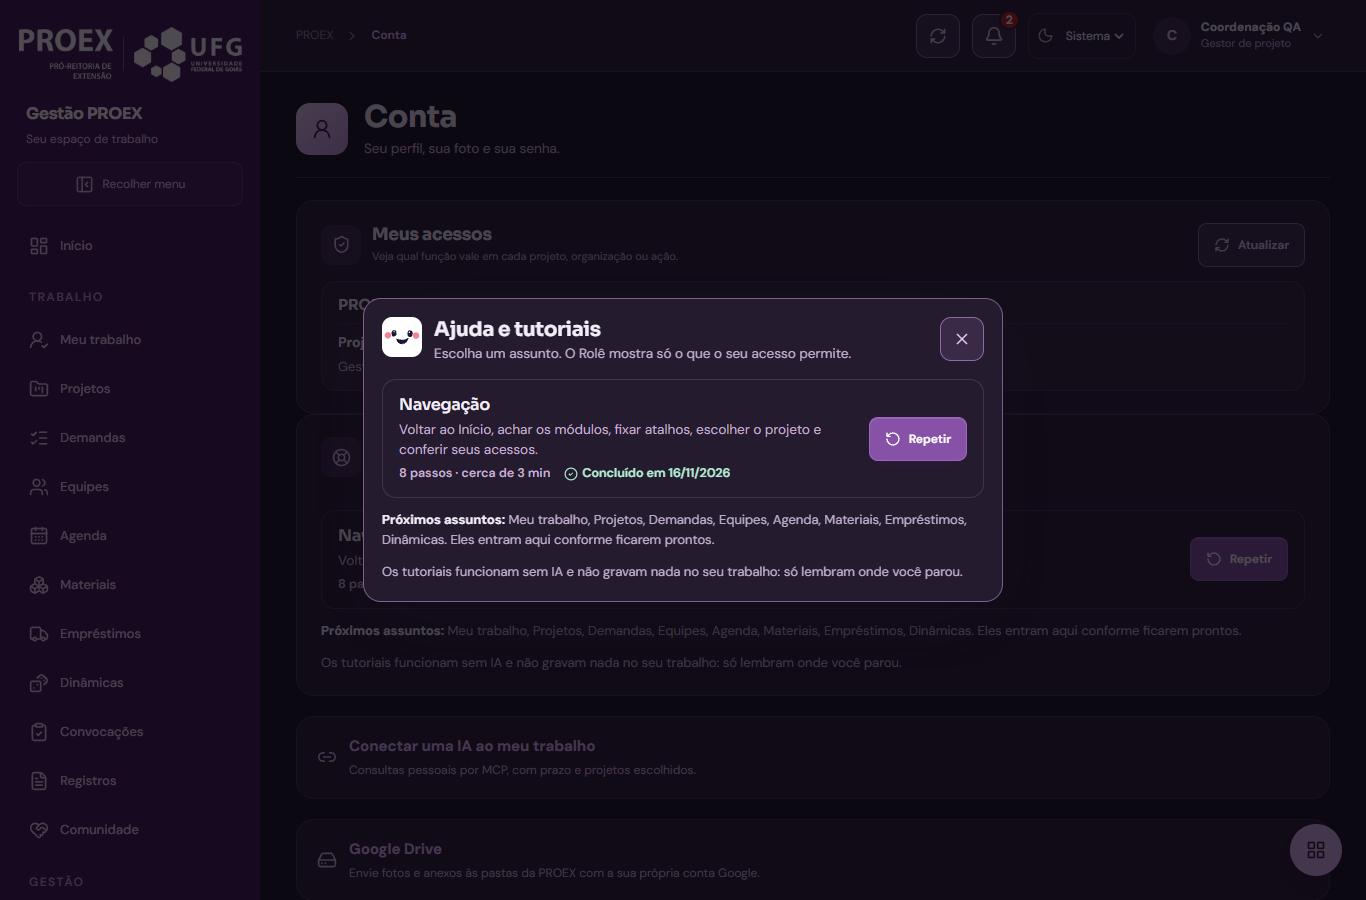 PROEX
PRÓ-REITORIA DE
EXTENSÃO
UFG
UNIVERSIDADE
FEDERAL DE GOIÁS
Gestão PROEX
Seu espaço de trabalho
Recolher menu
Início
TRABALHO
Meu trabalho
Projetos
Demandas
Equipes
Agenda
Materiais
Empréstimos
Dinâmicas
Convocações
Registros
Comunidade
GESTÃO
PROEX > Conta
2
Sistema
C
Coordenação QA
Gestor de projeto
Conta
Seu perfil, sua foto e sua senha.
Meus acessos
Veja qual função vale em cada projeto, organização ou ação.
Atualizar
Ajuda e tutoriais
Escolha um assunto. O Rolê mostra só o que o seu acesso permite.
Navegação
Voltar ao Início, achar os módulos, fixar atalhos, escolher o projeto e
conferir seus acessos.
8 passos · cerca de 3 min Concluído em 16/11/2026
Repetir
Próximos assuntos: Meu trabalho, Projetos, Demandas, Equipes, Agenda, Materiais, Empréstimos,
Dinâmicas. Eles entram aqui conforme ficarem prontos.
Os tutoriais funcionam sem IA e não gravam nada no seu trabalho: só lembram onde você parou.
Repetir
Próximos assuntos: Meu trabalho, Projetos, Demandas, Equipes, Agenda, Materiais, Empréstimos, Dinâmicas. Eles entram aqui conforme ficarem prontos.
Os tutoriais funcionam sem IA e não gravam nada no seu trabalho: só lembram onde você parou.
Conectar uma IA ao meu trabalho
Consultas pessoais por MCP, com prazo e projetos escolhidos.
Google Drive
Envie fotos e anexos às pastas da PROEX com a sua própria conta Google.